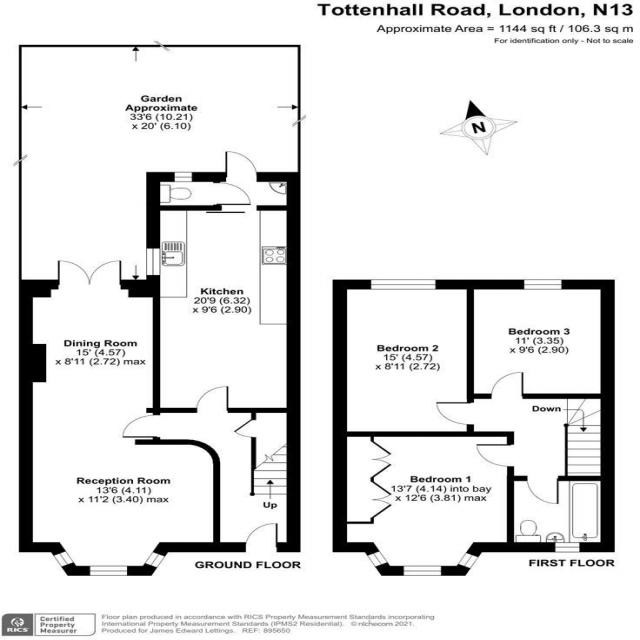 Tottenhall Road, London, N13
Approximate Area = 1144 sq ft / 106.3 sq m
For identification only - Not to scale
Garden
Approximate
33'6 (10.21)
x 20' (6.10)
N
Kitchen
20'9 (6.32)
x 9'6 (2.90)
Dining Room
15' (4.57)
x 8'11 (2.72) max
Reception Room
13'6 (4.11)
x 11'2 (3.40) max
Up
GROUND FLOOR
Bedroom 2
15' (4.57)
x 8'11 (2.72)
Bedroom 3
11' (3.35)
x 9'6 (2.90)
Down
Bedroom 1
13'7 (4.14) into bay
x 12'6 (3.81) max
FIRST FLOOR
RICS
Certified
Property
Measurer
Floor plan produced in accordance with RICS Property Measurement Standards incorporating
International Property Measurement Standards (IPMS2 Residential). © nichecom 2021.
Produced for James Edward Lettings. REF: 895650